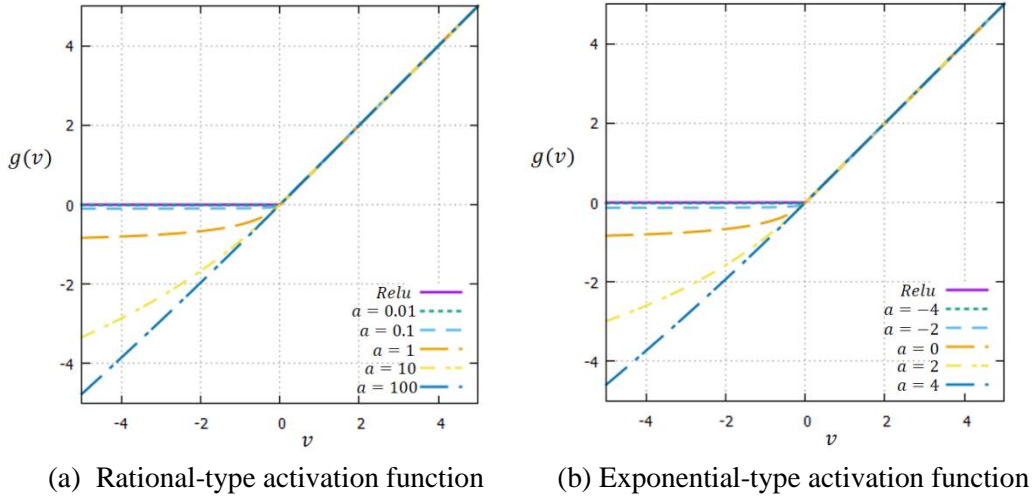 4
2
g(v)
0
-2
-4
Relu
a = 0.01
a = 0.1
a = 1
a = 10
a = 100
-4 -2 0 2 4
v
(a) Rational-type activation function
4
2
g(v)
0
-2
-4
Relu
a = −4
a = −2
a = 0
a = 2
a = 4
-4 -2 0 2 4
v
(b) Exponential-type activation function